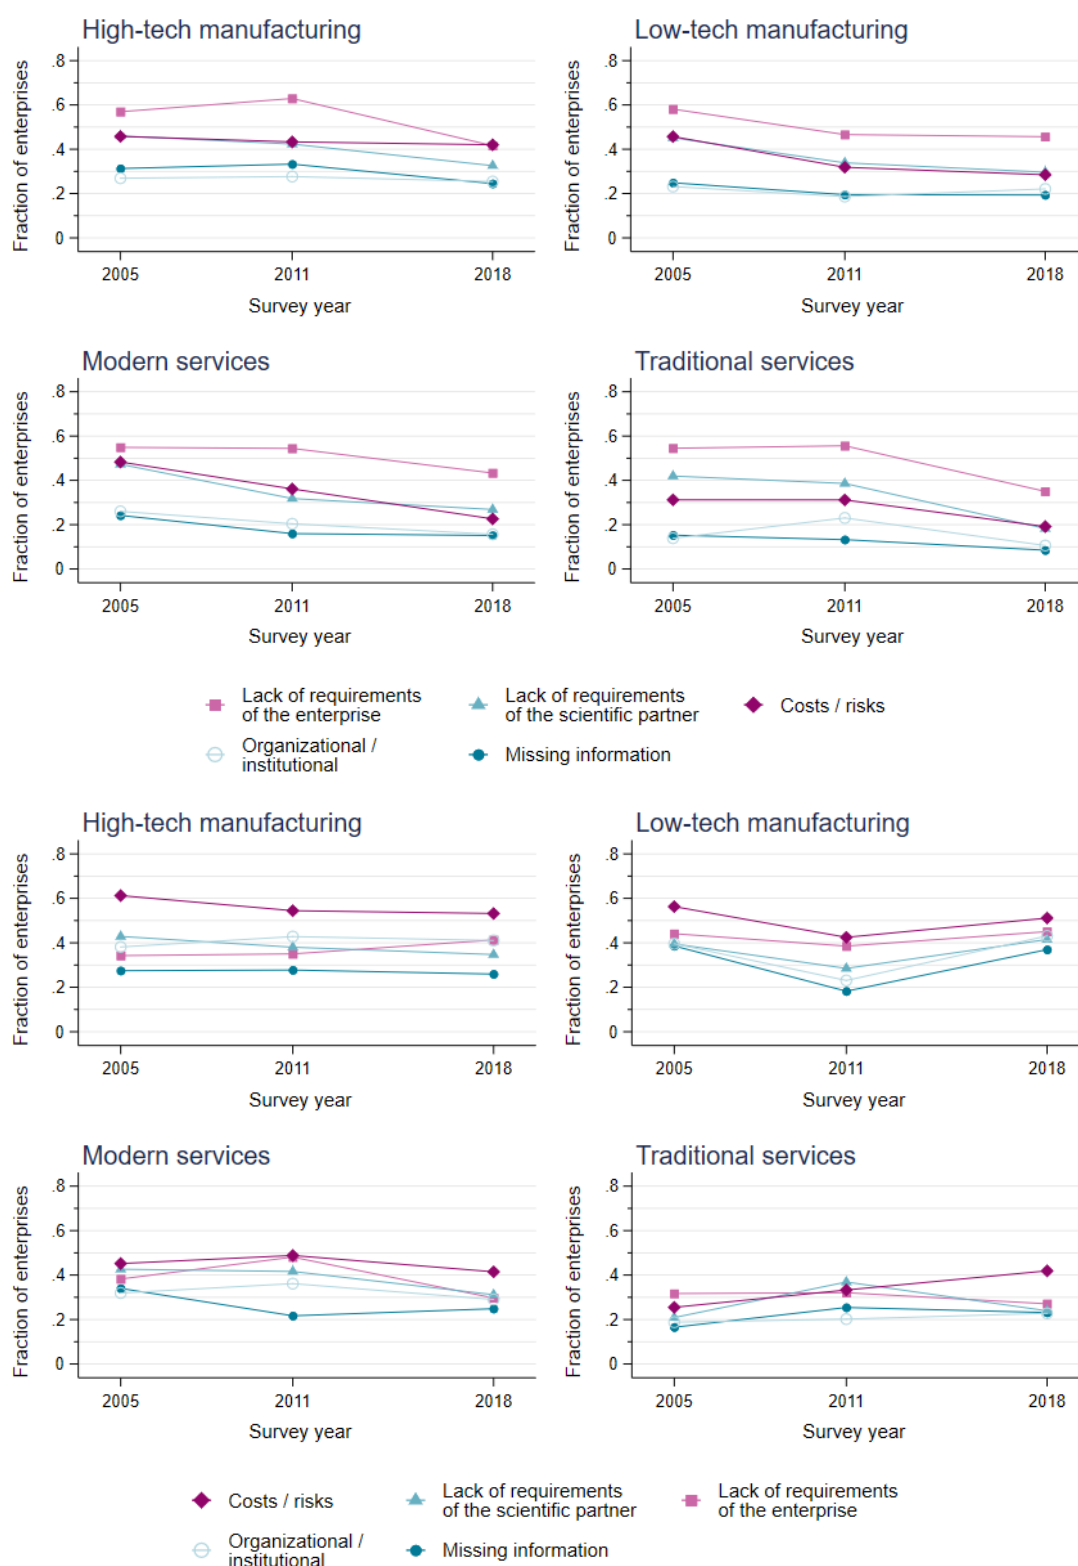 High-tech manufacturing
Low-tech manufacturing
Fraction of enterprises
.8
.6
.4
.2
0
2005
2011
2018
Survey year
Fraction of enterprises
.8
.6
.4
.2
0
2005
2011
2018
Survey year
Modern services
Traditional services
Fraction of enterprises
.8
.6
.4
.2
0
2005
2011
2018
Survey year
Fraction of enterprises
.8
.6
.4
.2
0
2005
2011
2018
Survey year
Lack of requirements
of the enterprise
Lack of requirements
of the scientific partner
Costs / risks
Organizational /
institutional
Missing information
High-tech manufacturing
Low-tech manufacturing
Fraction of enterprises
.8
.6
.4
.2
0
2005
2011
2018
Survey year
Fraction of enterprises
.8
.6
.4
.2
0
2005
2011
2018
Survey year
Modern services
Traditional services
Fraction of enterprises
.8
.6
.4
.2
0
2005
2011
2018
Survey year
Fraction of enterprises
.8
.6
.4
.2
0
2005
2011
2018
Survey year
Costs / risks
Lack of requirements
of the scientific partner
Lack of requirements
of the enterprise
Organizational /
institutional
Missing information